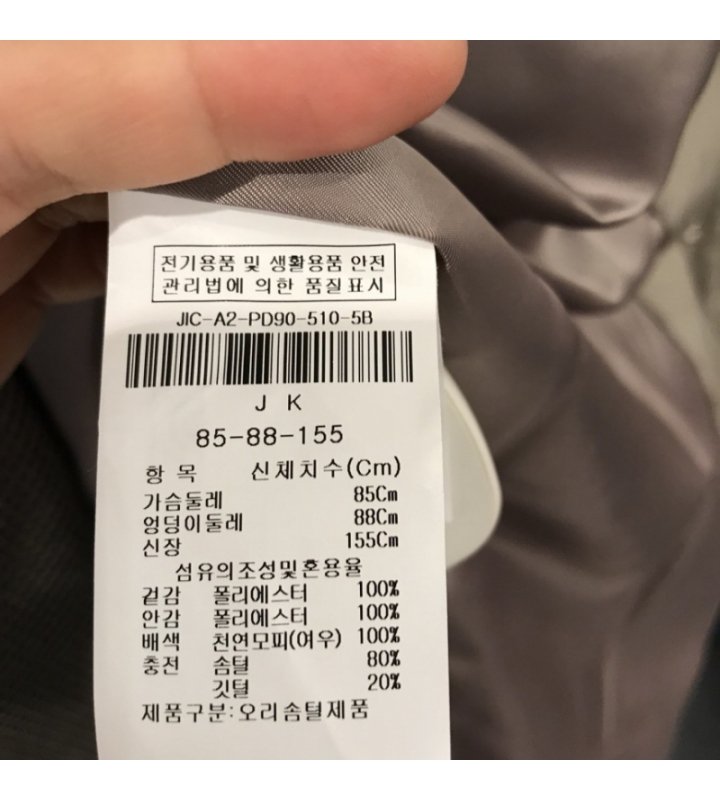 전기용품 및 생활용품 안전
관리법에 의한 품질표시
JIC-A2-PD90-510-5B
J K
85-88-155
항 목 신체치수(Cm)
가슴둘레 85Cm
엉덩이둘레 88Cm
신장 155Cm
섬유의조성및혼용율
겉감 폴리에스터 100%
안감 폴리에스터 100%
배색 천연모피(여우) 100%
충전 솜털 80%
깃털 20%
제품구분:오리솜털제품